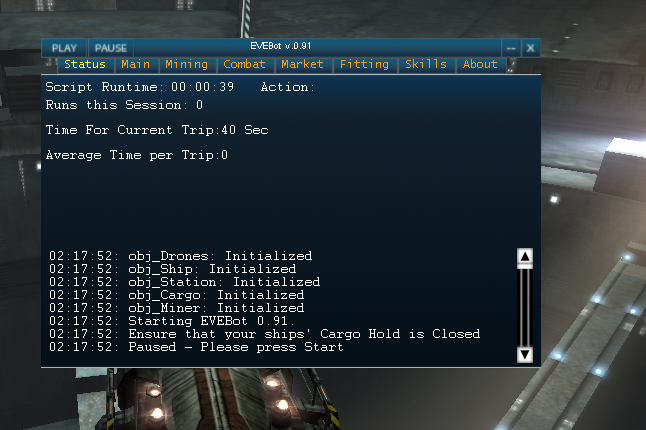 EVEBot v.0.91
PLAY PAUSE -- X
Status Main Mining Combat Market Fitting Skills About
Script Runtime: 00:00:39 Action:
Runs this Session: 0
Time For Current Trip:40 Sec
Average Time per Trip:0
02:17:52: obj_Drones: Initialized
02:17:52: obj_Ship: Initialized
02:17:52: obj_Station: Initialized
02:17:52: obj_Cargo: Initialized
02:17:52: obj_Miner: Initialized
02:17:52: Starting EVEBot 0.91.
02:17:52: Ensure that your ships' Cargo Hold is Closed
02:17:52: Paused - Please press Start